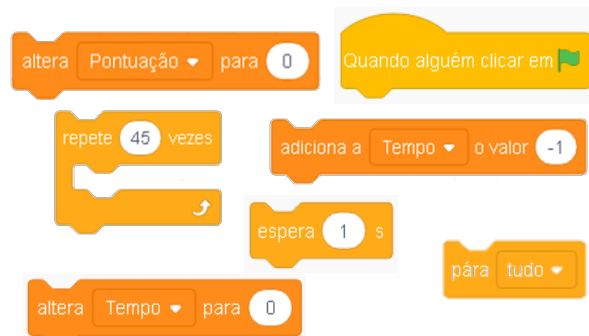 altera Pontuação para 0
Quando alguém clicar em
repete 45 vezes
adiciona a Tempo o valor -1
espera 1 s
pára tudo
altera Tempo para 0